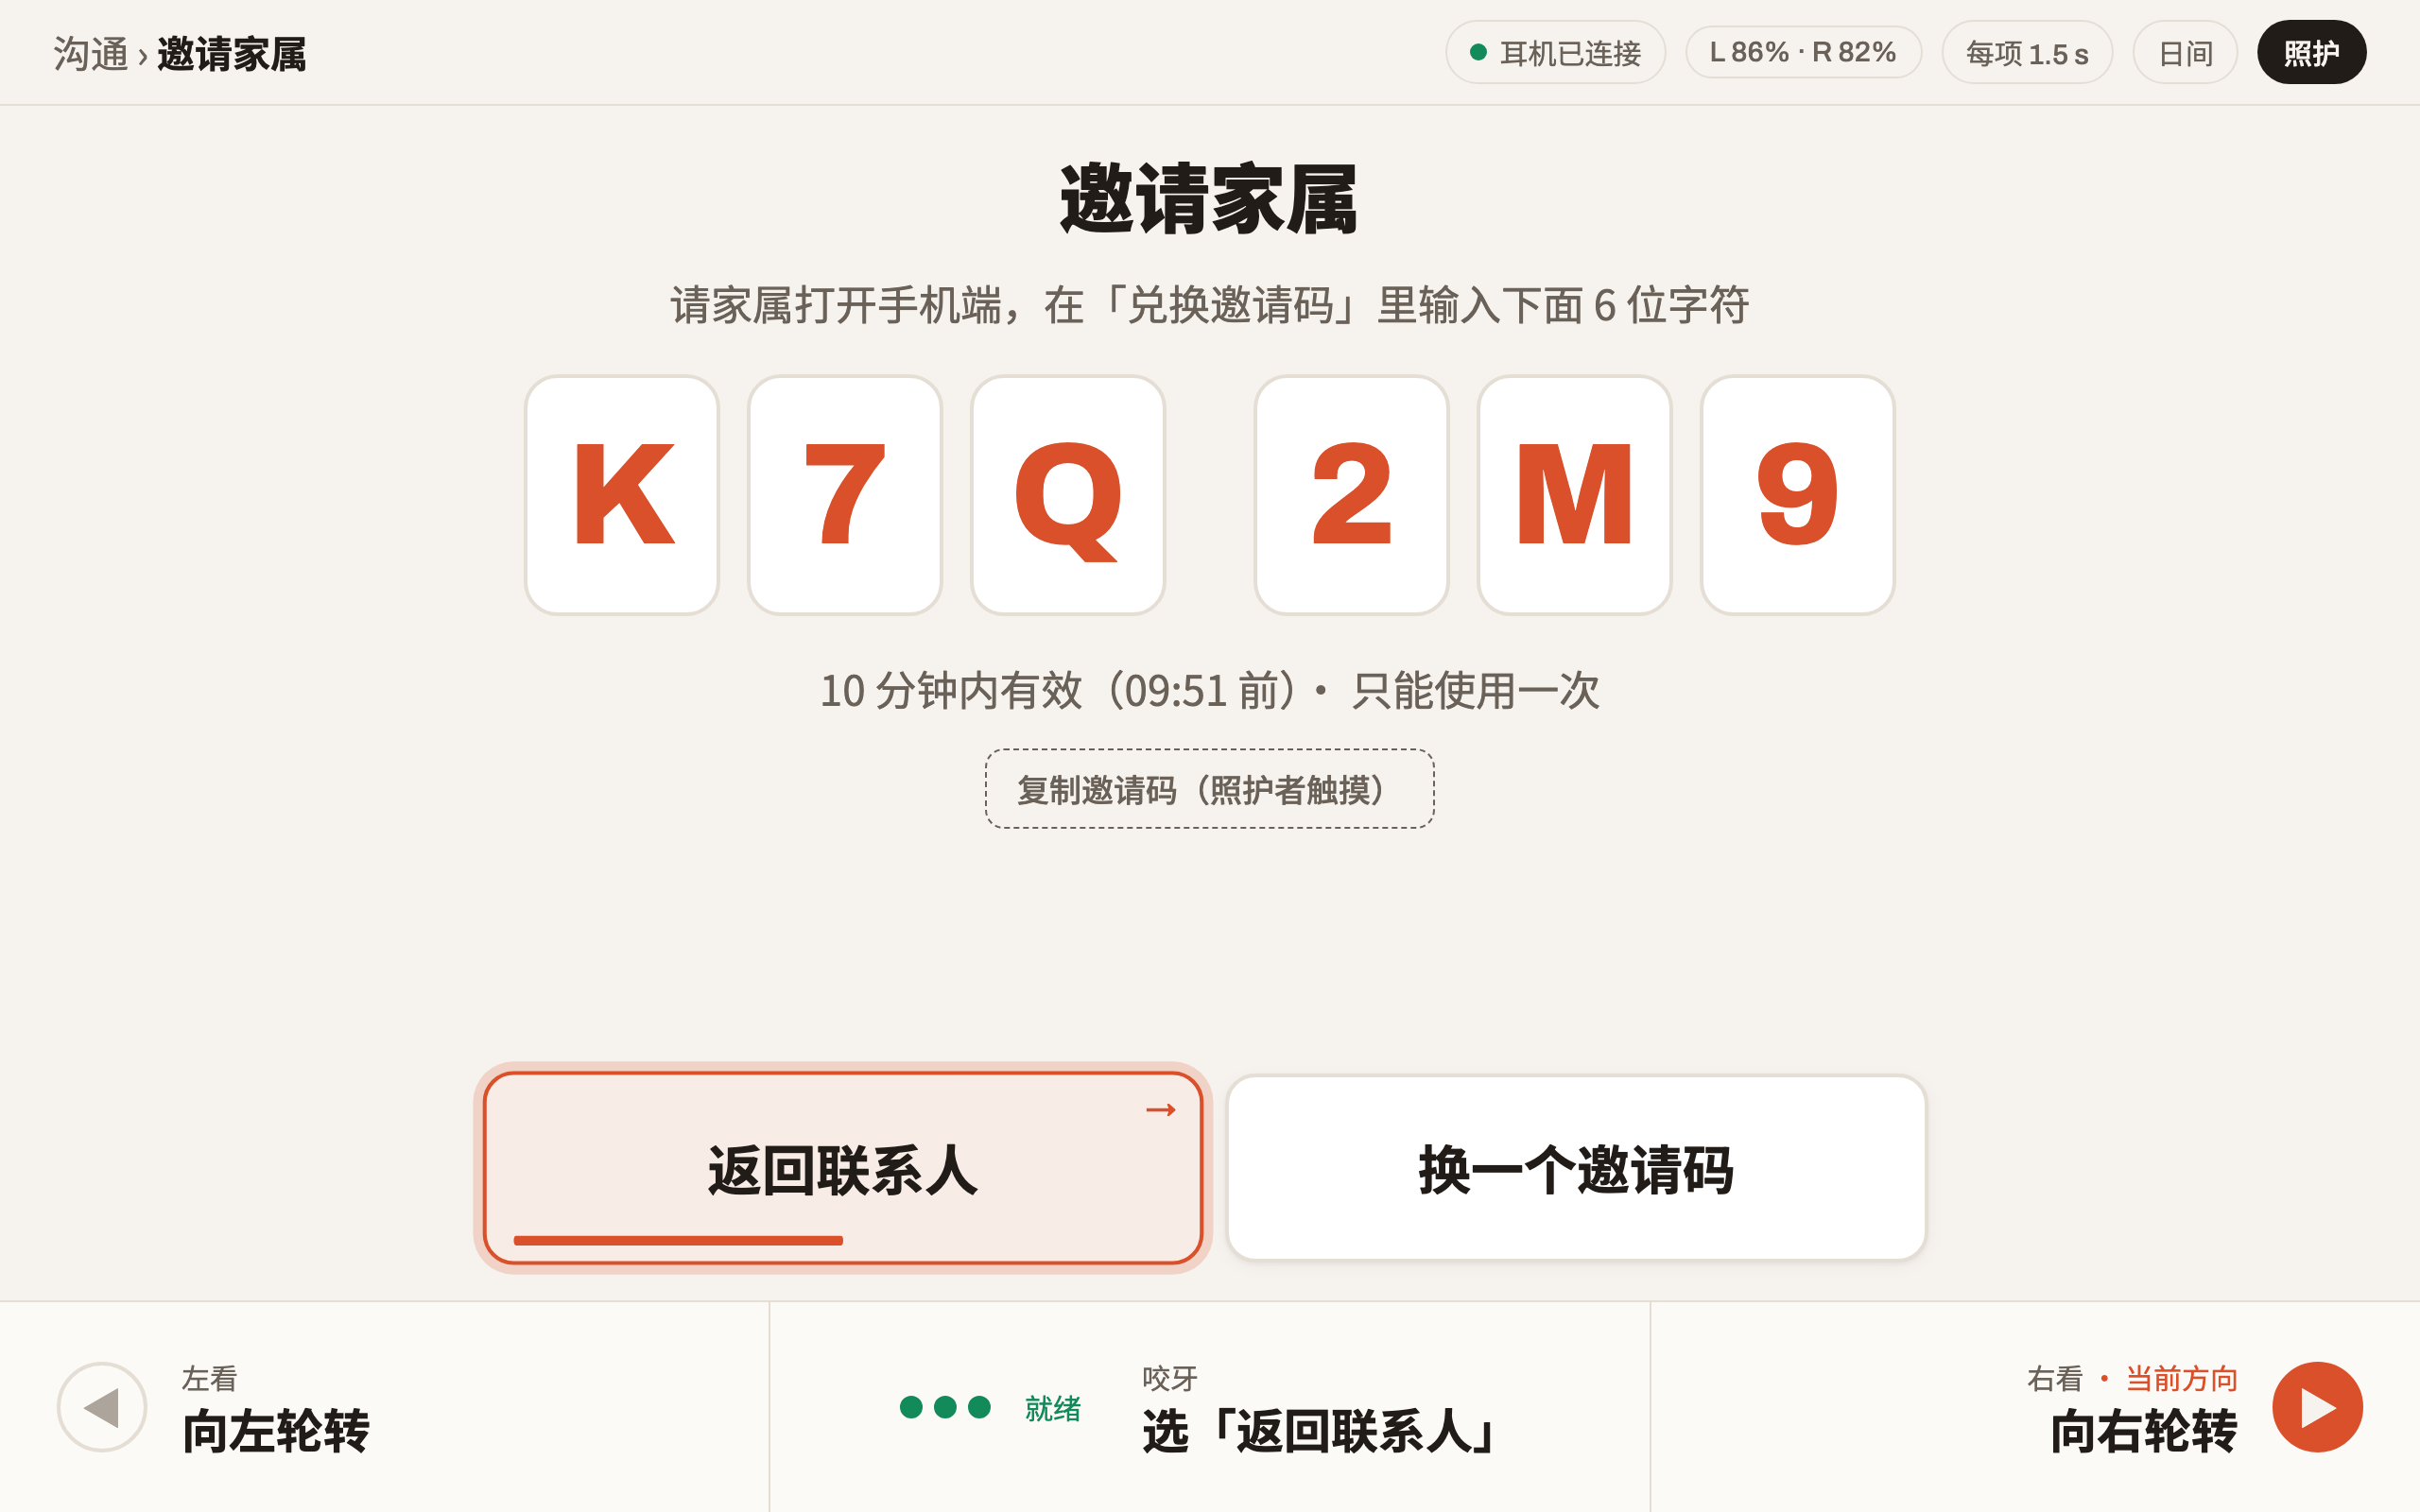 沟通 › 邀请家属
耳机已连接
L 86% · R 82%
每项 1.5 s
日间
照护
邀请家属
请家属打开手机端，在「兑换邀请码」里输入下面 6 位字符
K 7 Q 2 M 9
10 分钟内有效（09:51 前）· 只能使用一次
复制邀请码（照护者触摸）
→
返回联系人
换一个邀请码
左看
向左轮转
就绪
咬牙
选「返回联系人」
右看 · 当前方向
向右轮转